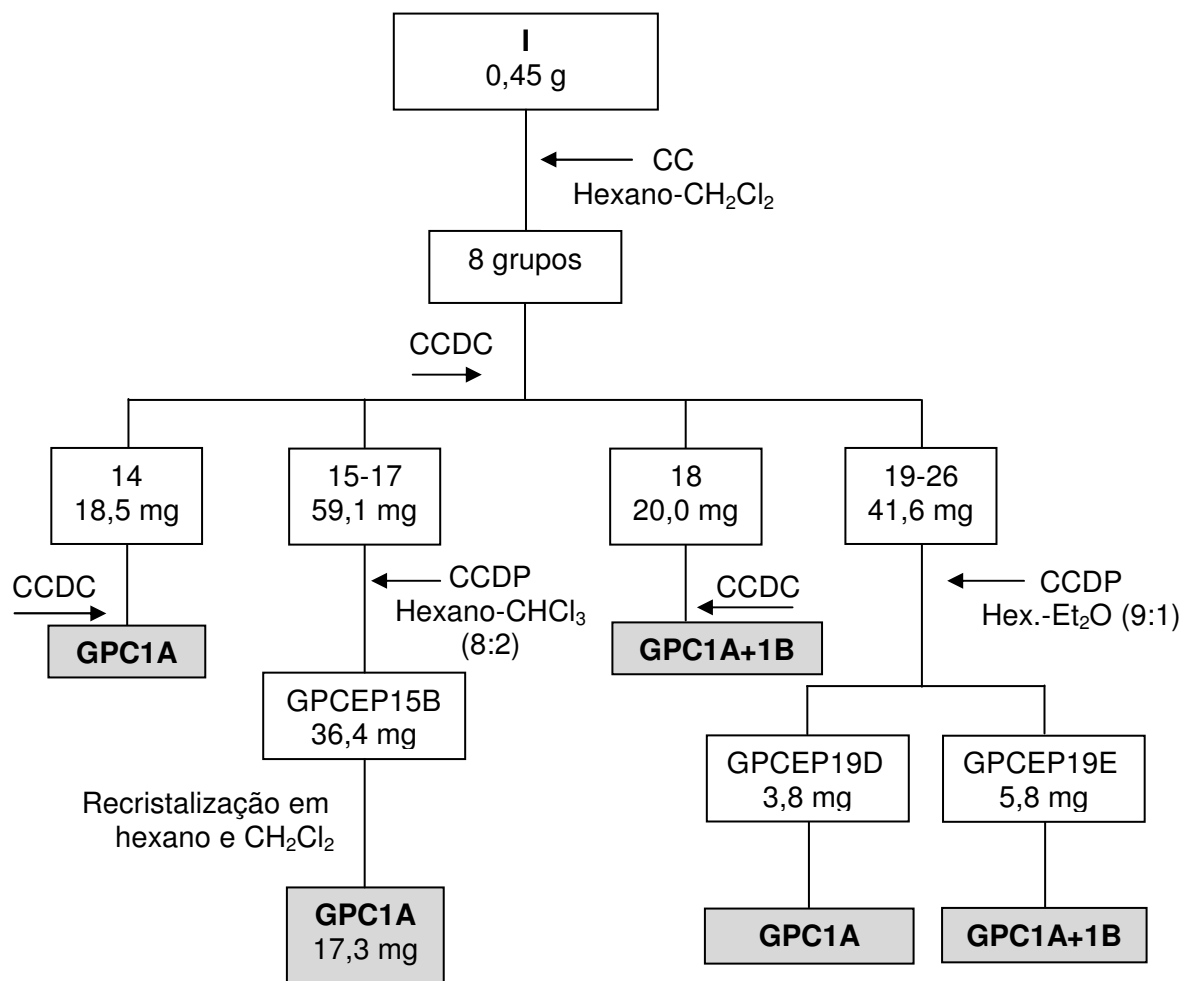 I
0,45 g
CC
Hexano-CH₂Cl₂
8 grupos
CCDC
14
18,5 mg
15-17
59,1 mg
18
20,0 mg
19-26
41,6 mg
CCDC
CCDP
Hexano-CHCl₃
(8:2)
CCDC
CCDP
Hex.-Et₂O (9:1)
GPC1A
GPC1A+1B
GPCEP15B
36,4 mg
GPCEP19D
3,8 mg
GPCEP19E
5,8 mg
Recristalização em
hexano e CH₂Cl₂
GPC1A
17,3 mg
GPC1A
GPC1A+1B